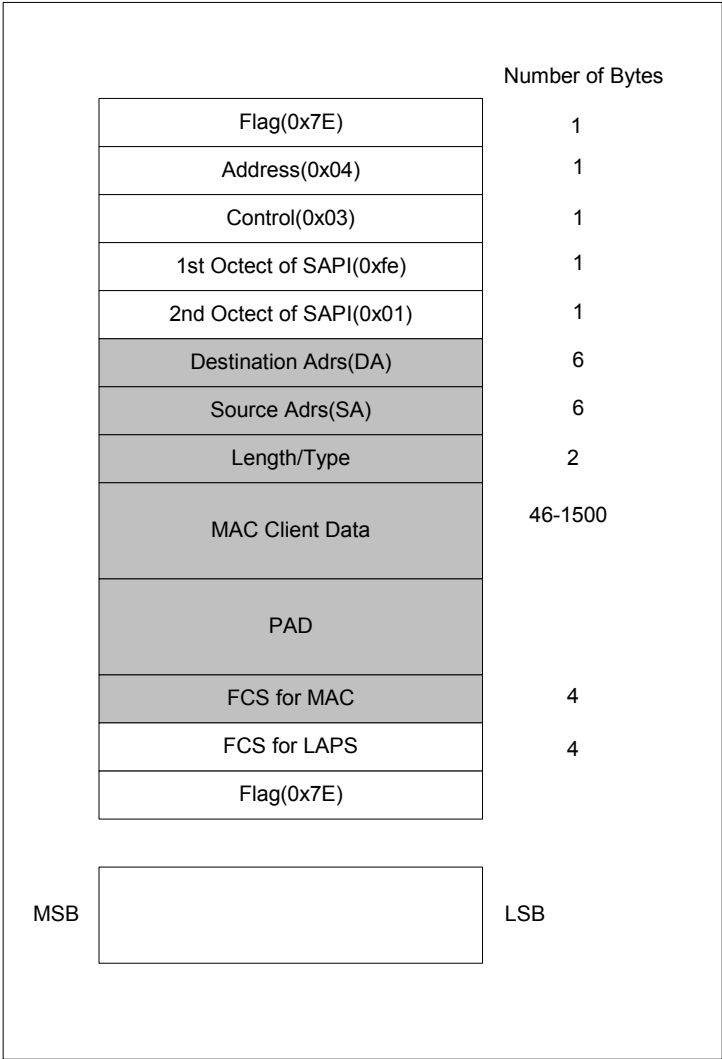 Number of Bytes
Flag(0x7E) 1
Address(0x04) 1
Control(0x03) 1
1st Octect of SAPI(0xfe) 1
2nd Octect of SAPI(0x01) 1
Destination Adrs(DA) 6
Source Adrs(SA) 6
Length/Type 2
MAC Client Data 46-1500
PAD
FCS for MAC 4
FCS for LAPS 4
Flag(0x7E)
MSB LSB